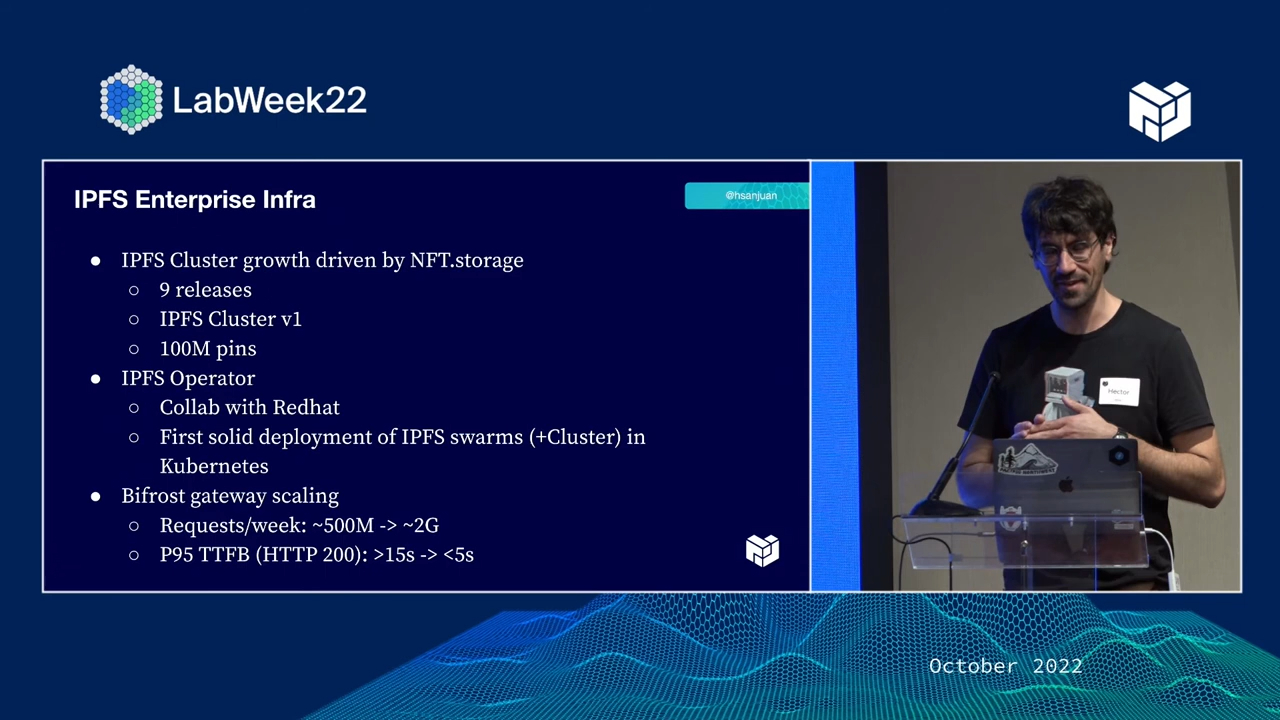 LabWeek22
IPFS Enterprise Infra
@hsanjuan
● IPFS Cluster growth driven by NFT.storage
○ 9 releases
○ IPFS Cluster v1
○ 100M pins
● IPFS Operator
○ Collab with Redhat
○ First solid deployment of IPFS swarms (+Cluster) in
Kubernetes
● Bifrost gateway scaling
○ Requests/week: ~500M -> ~2G
○ P95 TTFB (HTTP 200): >15s -> <5s
Hector
October 2022